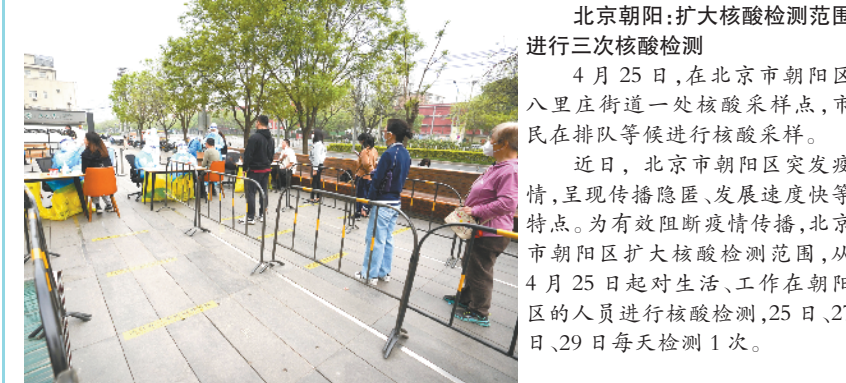 北京朝阳:扩大核酸检测范围
进行三次核酸检测
4 月 25 日,在北京市朝阳区
八里庄街道一处核酸采样点,市
民在排队等候进行核酸采样。
近日, 北京市朝阳区突发疫
情,呈现传播隐匿、发展速度快等
特点。为有效阻断疫情传播,北京
市朝阳区扩大核酸检测范围,从
4 月 25 日起对生活、工作在朝阳
区的人员进行核酸检测,25 日、27
日、29 日每天检测 1 次。